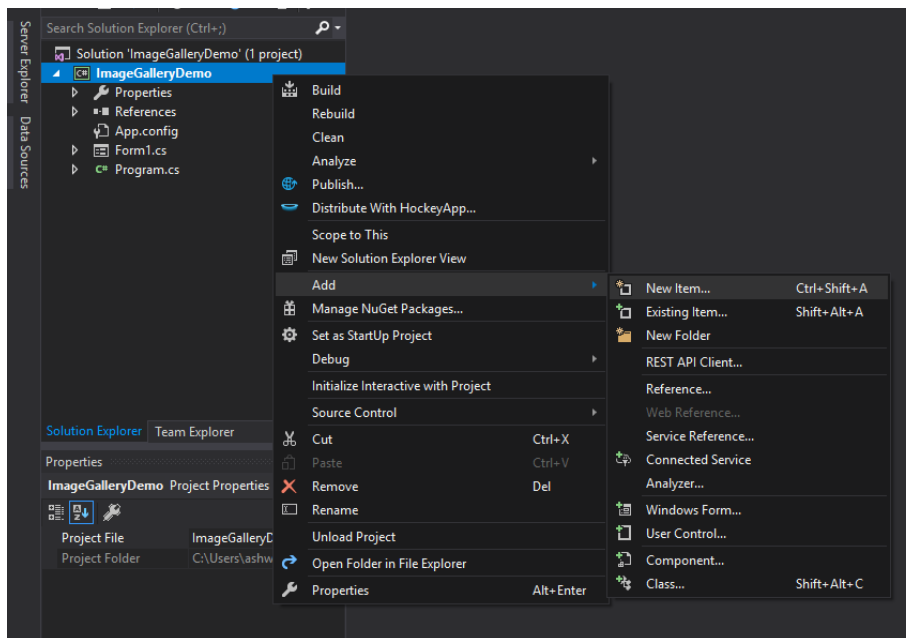 Server Explorer
Data Sources
Search Solution Explorer (Ctrl+;)
Solution 'ImageGalleryDemo' (1 project)
C# ImageGalleryDemo
Properties
References
App.config
Form1.cs
C# Program.cs
Solution Explorer Team Explorer
Properties
ImageGalleryDemo Project Properties
Project File ImageGalleryD
Project Folder C:\Users\ashw
Build
Rebuild
Clean
Analyze
Publish...
Distribute With HockeyApp...
Scope to This
New Solution Explorer View
Add
Manage NuGet Packages...
Set as StartUp Project
Debug
Initialize Interactive with Project
Source Control
Cut Ctrl+X
Paste Ctrl+V
Remove Del
Rename
Unload Project
Open Folder in File Explorer
Properties Alt+Enter
New Item... Ctrl+Shift+A
Existing Item... Shift+Alt+A
New Folder
REST API Client...
Reference...
Web Reference...
Service Reference...
Connected Service
Analyzer...
Windows Form...
User Control...
Component...
Class... Shift+Alt+C